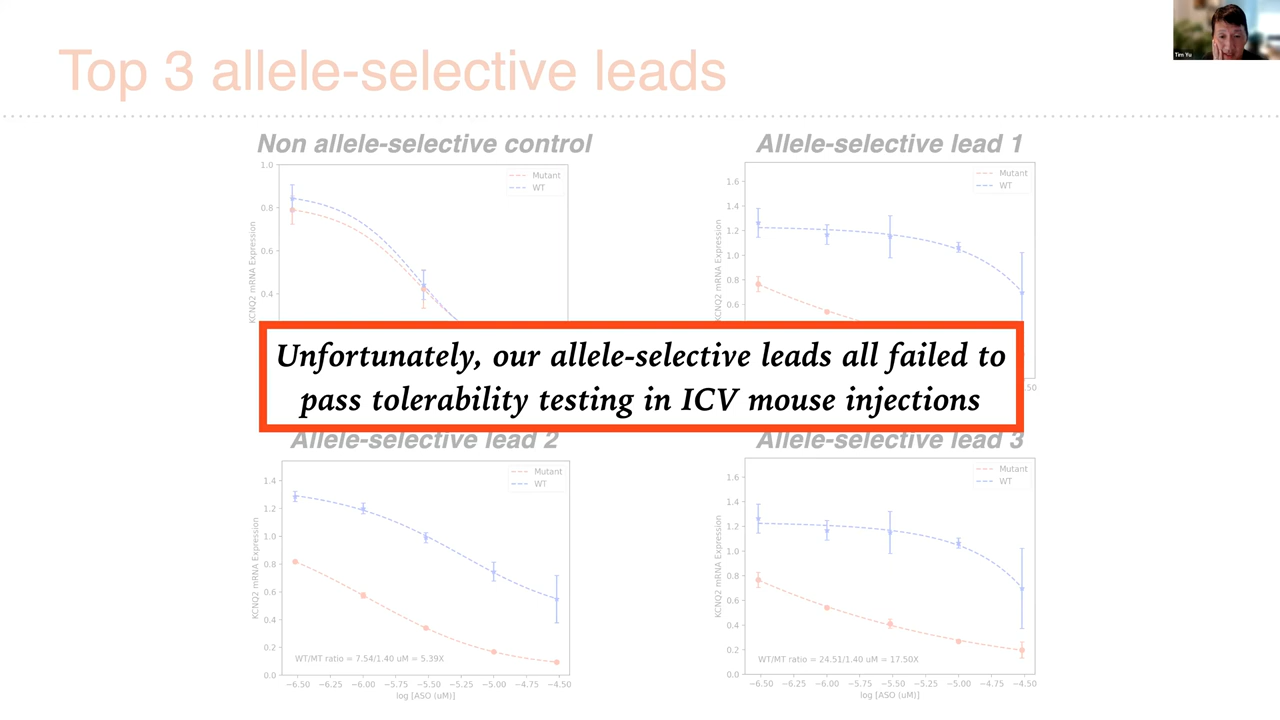 Tim Yu
Top 3 allele-selective leads
Non allele-selective control
1.0
0.8
0.6
0.4
KCNQ2 mRNA Expression
Mutant
WT
Allele-selective lead 1
1.6
1.4
1.2
1.0
0.8
0.6
KCNQ2 mRNA Expression
Mutant
WT
.50
Unfortunately, our allele-selective leads all failed to
pass tolerability testing in ICV mouse injections
Allele-selective lead 2
1.4
1.2
1.0
0.8
0.6
0.4
0.2
0.0
KCNQ2 mRNA Expression
Mutant
WT
WT/MT ratio = 7.54/1.40 uM = 5.39X
−6.50 −6.25 −6.00 −5.75 −5.50 −5.25 −5.00 −4.75 −4.50
log [ASO (uM)]
Allele-selective lead 3
1.6
1.4
1.2
1.0
0.8
0.6
0.4
0.2
0.0
KCNQ2 mRNA Expression
Mutant
WT
WT/MT ratio = 24.51/1.40 uM = 17.50X
−6.50 −6.25 −6.00 −5.75 −5.50 −5.25 −5.00 −4.75 −4.50
log [ASO (uM)]